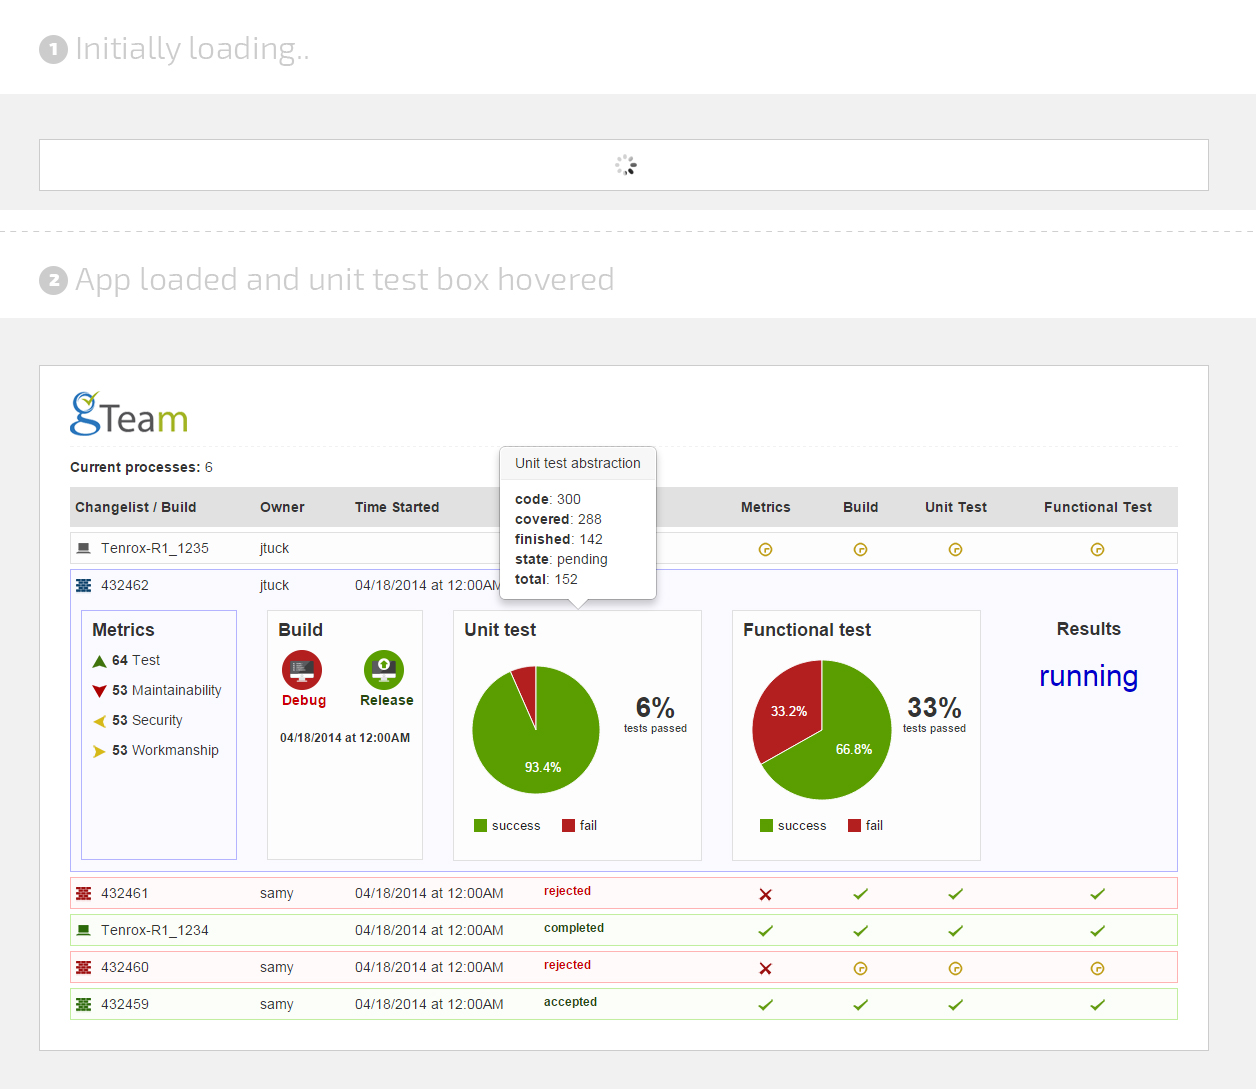 1 Initially loading..
2 App loaded and unit test box hovered
gTeam
Current processes: 6
Unit test abstraction
code: 300
covered: 288
finished: 142
state: pending
total: 152
Changelist / Build Owner Time Started Metrics Build Unit Test Functional Test
Tenrox-R1_1235 jtuck
432462 jtuck 04/18/2014 at 12:00AM
Metrics
64 Test
53 Maintainability
53 Security
53 Workmanship
Build
Debug Release
04/18/2014 at 12:00AM
Unit test
93.4%
6%
tests passed
success fail
Functional test
33.2%
66.8%
33%
tests passed
success fail
Results
running
432461 samy 04/18/2014 at 12:00AM rejected
Tenrox-R1_1234 04/18/2014 at 12:00AM completed
432460 samy 04/18/2014 at 12:00AM rejected
432459 samy 04/18/2014 at 12:00AM accepted